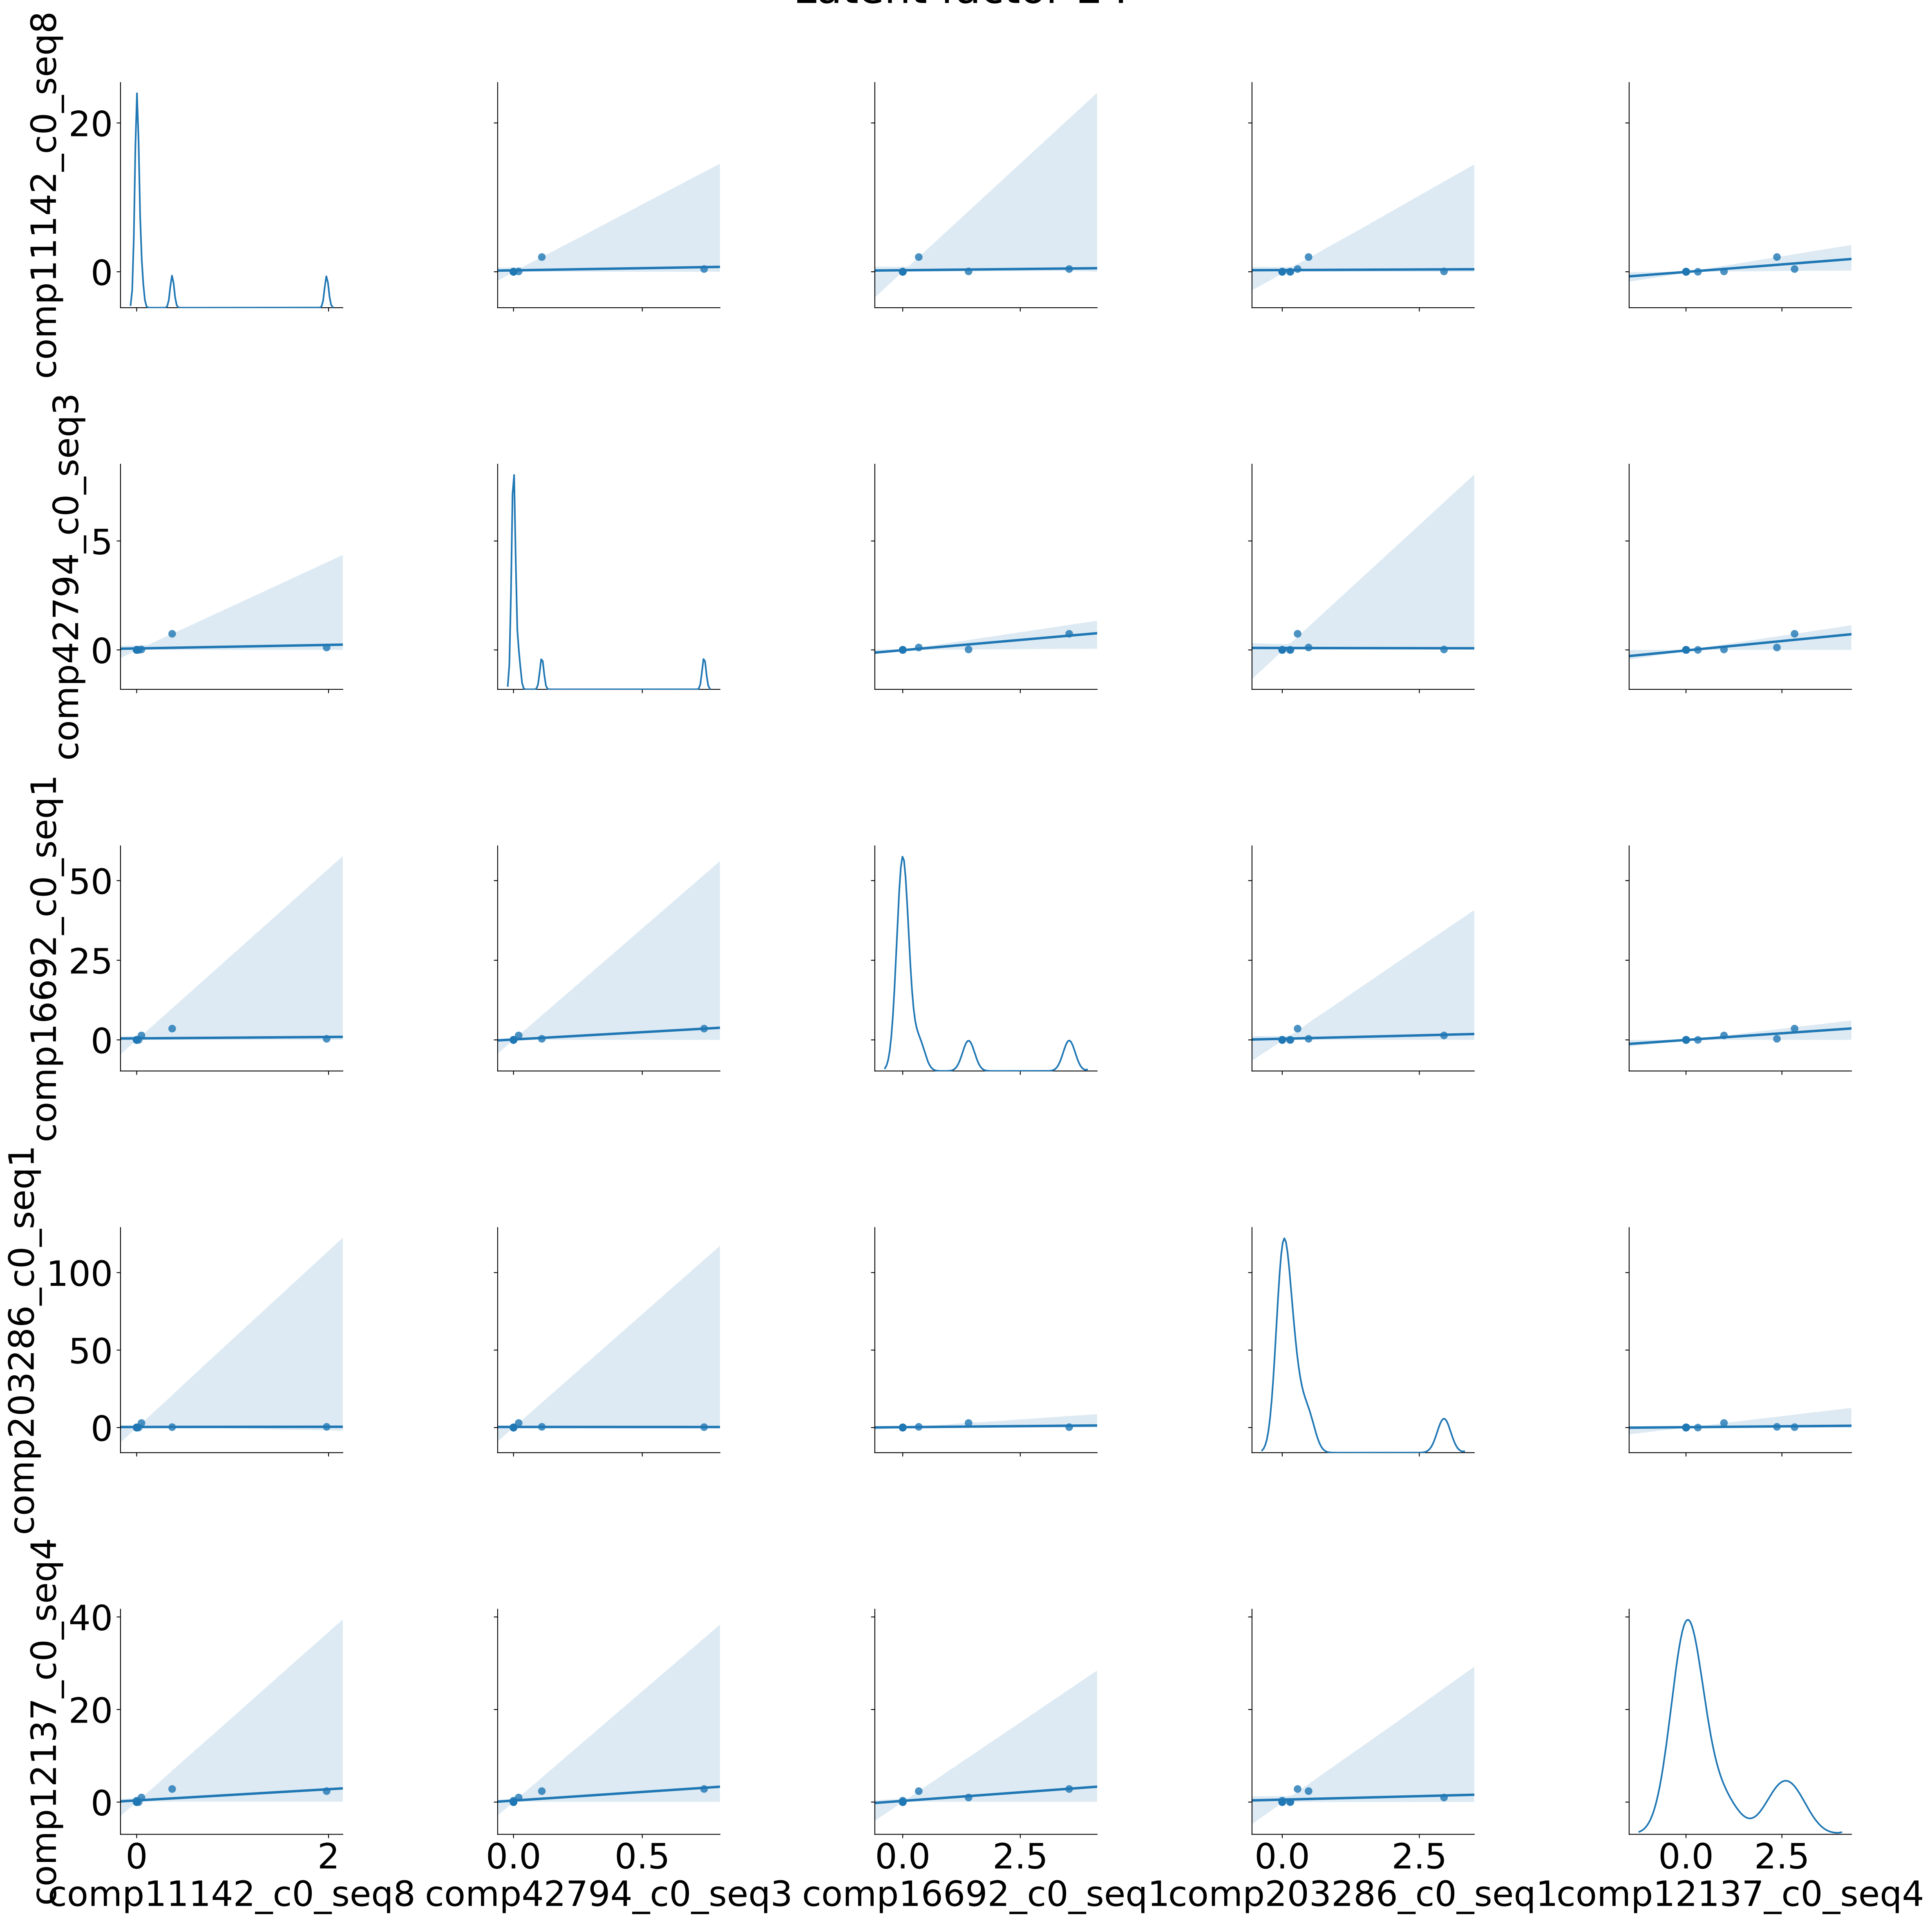 Latent factor
comp11142_c0_seq8
20
0
comp42794_c0_seq3
5
0
comp16692_c0_seq1
50
25
0
comp203286_c0_seq1
100
50
0
comp12137_c0_seq4
40
20
0
0 2 0.0 0.5 0.0 2.5 0.0 2.5 0.0 2.5
comp11142_c0_seq8 comp42794_c0_seq3 comp16692_c0_seq1 comp203286_c0_seq1 comp12137_c0_seq4